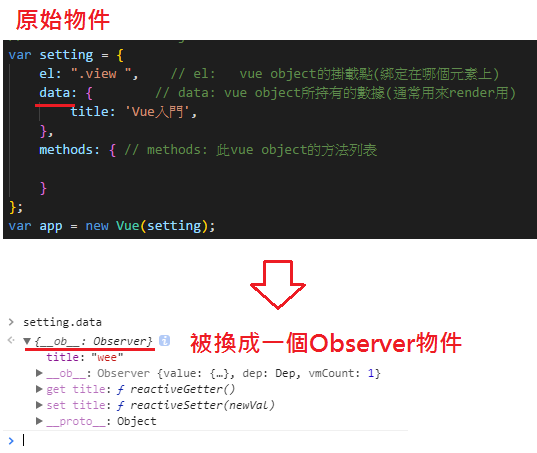 原始物件
var setting = {
el: ".view ", // el: vue object的掛載點(綁定在哪個元素上)
data: { // data: vue object所持有的數據(通常用來render用)
title: 'Vue入門',
},
methods: { // methods: 此vue object的方法列表
}
};
var app = new Vue(setting);
> setting.data
{__ob__: Observer} i 被換成一個Observer物件
title: "wee"
__ob__: Observer {value: {…}, dep: Dep, vmCount: 1}
get title: ƒ reactiveGetter()
set title: ƒ reactiveSetter(newVal)
__proto__: Object
>